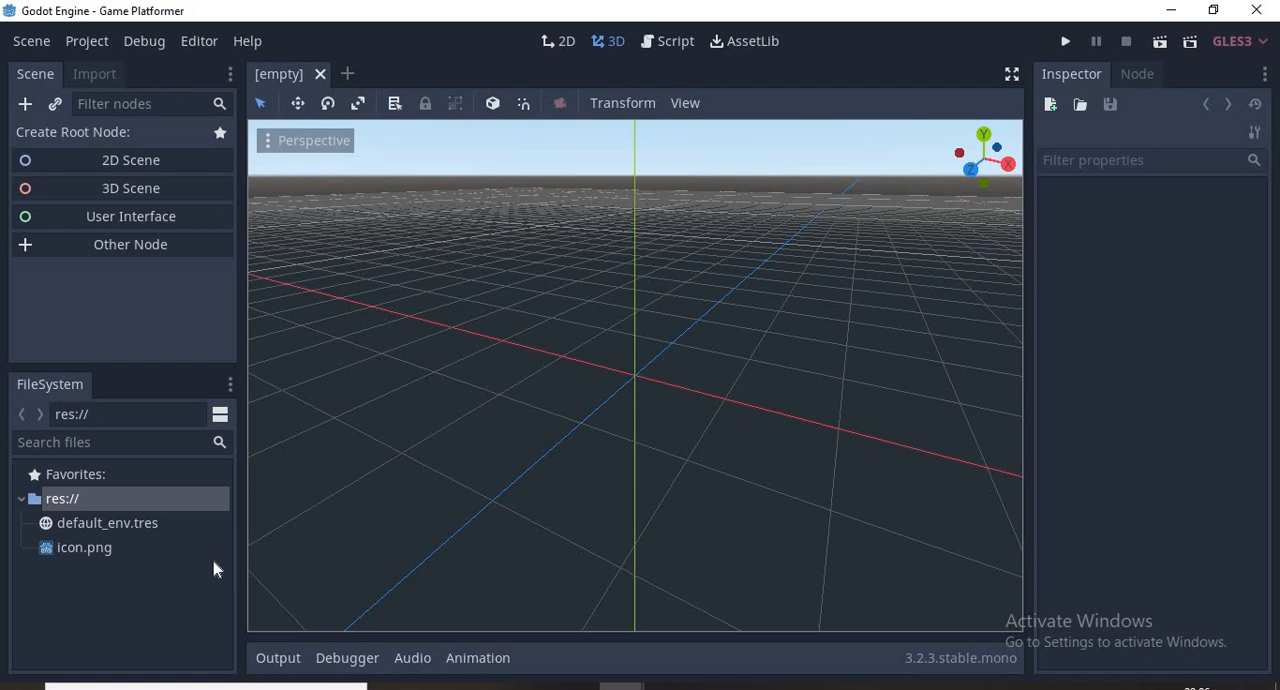 Godot Engine - Game Platformer
Scene Project Debug Editor Help
2D 3D Script AssetLib
GLES3
Scene Import
Filter nodes
Create Root Node:
2D Scene
3D Scene
User Interface
Other Node
FileSystem
res://
Search files
Favorites:
res://
default_env.tres
icon.png
[empty]
Transform View
Perspective
Y
X
Z
Output Debugger Audio Animation
3.2.3.stable.mono
Inspector Node
Filter properties
Activate Windows
Go to Settings to activate Windows.